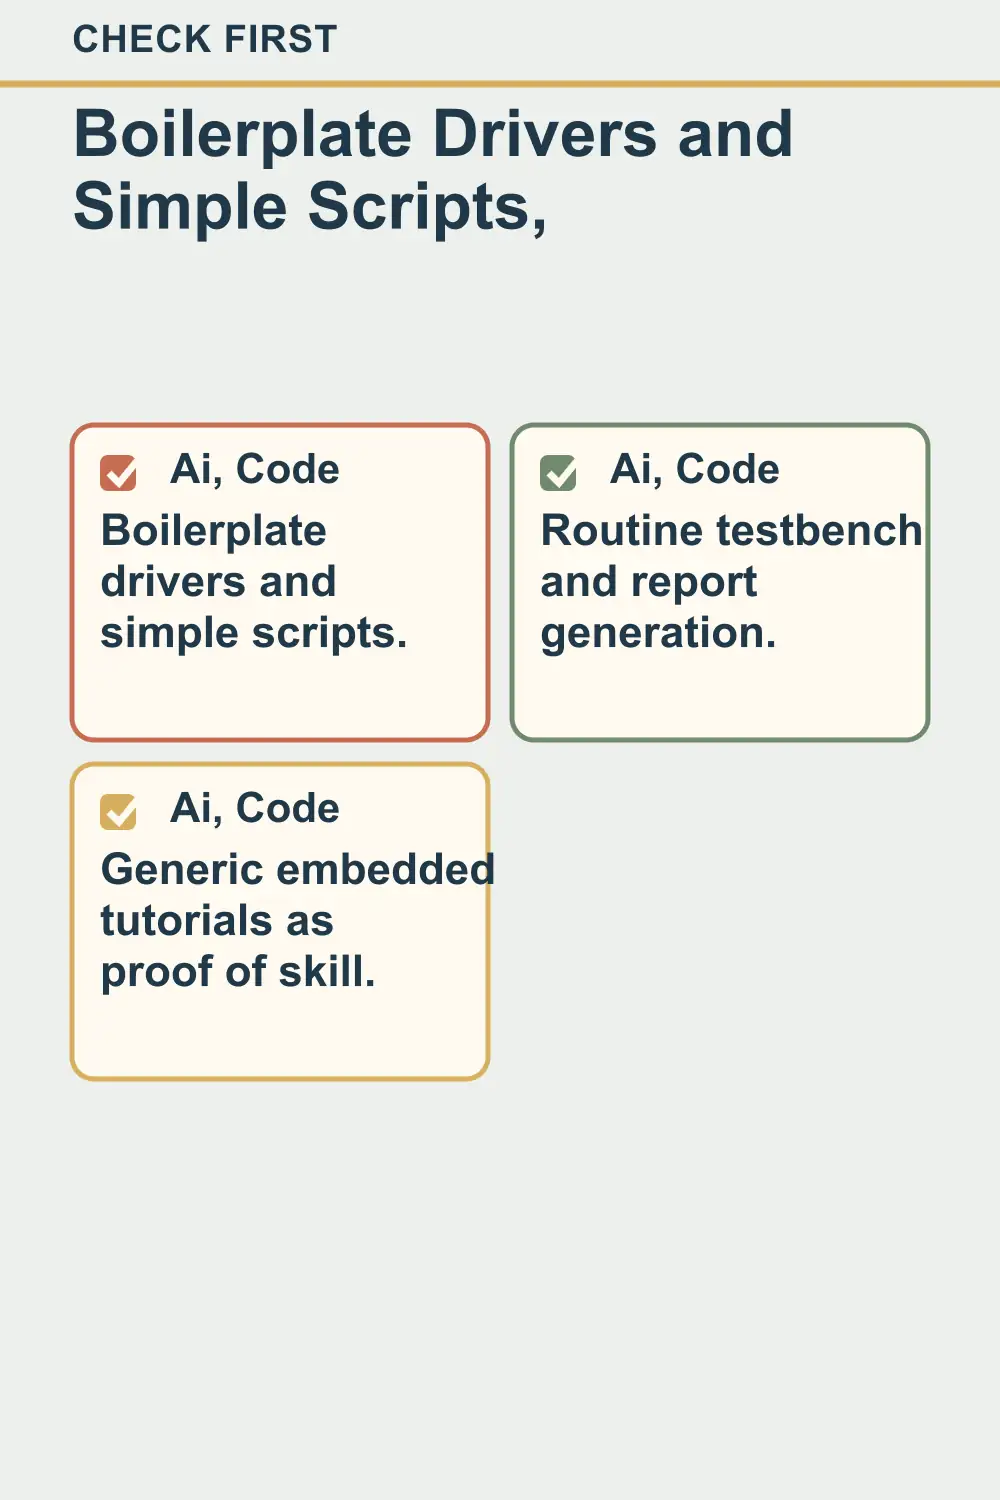 CHECK FIRST
Boilerplate Drivers and
Simple Scripts,
Ai, Code
Boilerplate
drivers and
simple scripts.
Ai, Code
Routine testbench
and report
generation.
Ai, Code
Generic embedded
tutorials as
proof of skill.